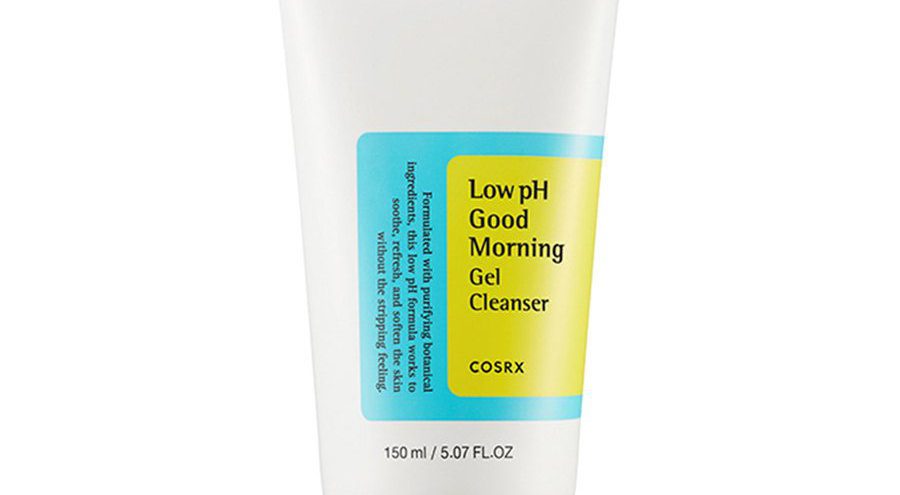 Low pH
Good
Morning
Gel
Cleanser
COSRX
Formulated with purifying botanical
ingredients, this low pH formula works to
soothe, refresh, and soften the skin
without the stripping feeling.
150 ml / 5.07 FL.OZ